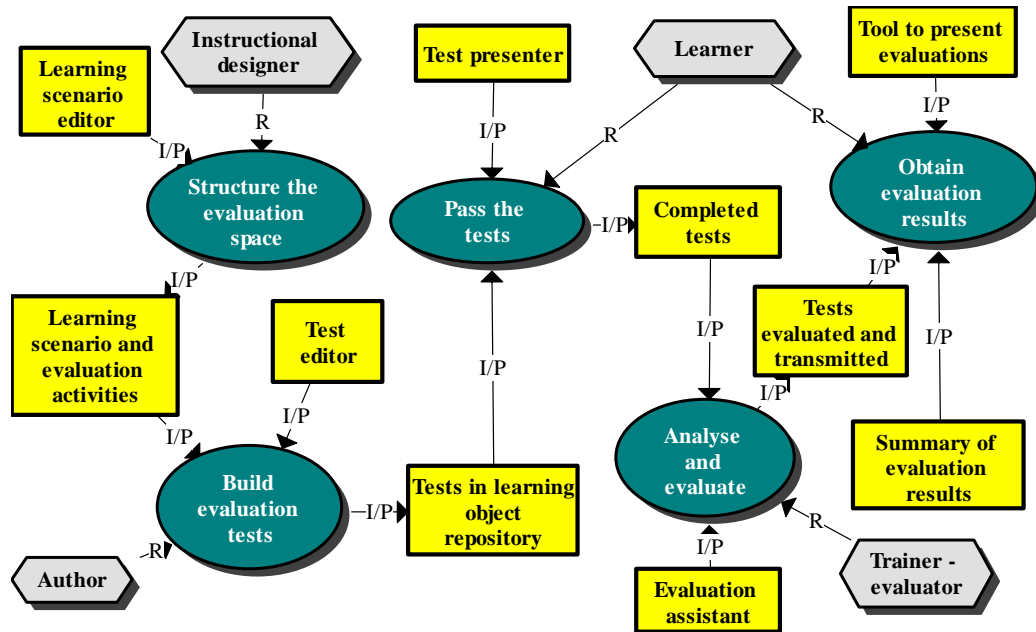 Instructional
designer
Learning
scenario
editor
Test presenter
Learner
Tool to present
evaluations
R
I/P
I/P
R
R
I/P
Structure the
evaluation
space
Pass the
tests
Obtain
evaluation
results
I/P
Completed
tests
I/P
I/P
Learning
scenario and
evaluation
activities
Test
editor
I/P
I/P
Tests
evaluated and
transmitted
I/P
I/P
I/P
I/P
Analyse
and
evaluate
Summary of
evaluation
results
Build
evaluation
tests
I/P
Tests in learning
object
repository
R
R
I/P
Author
Evaluation
assistant
Trainer -
evaluator